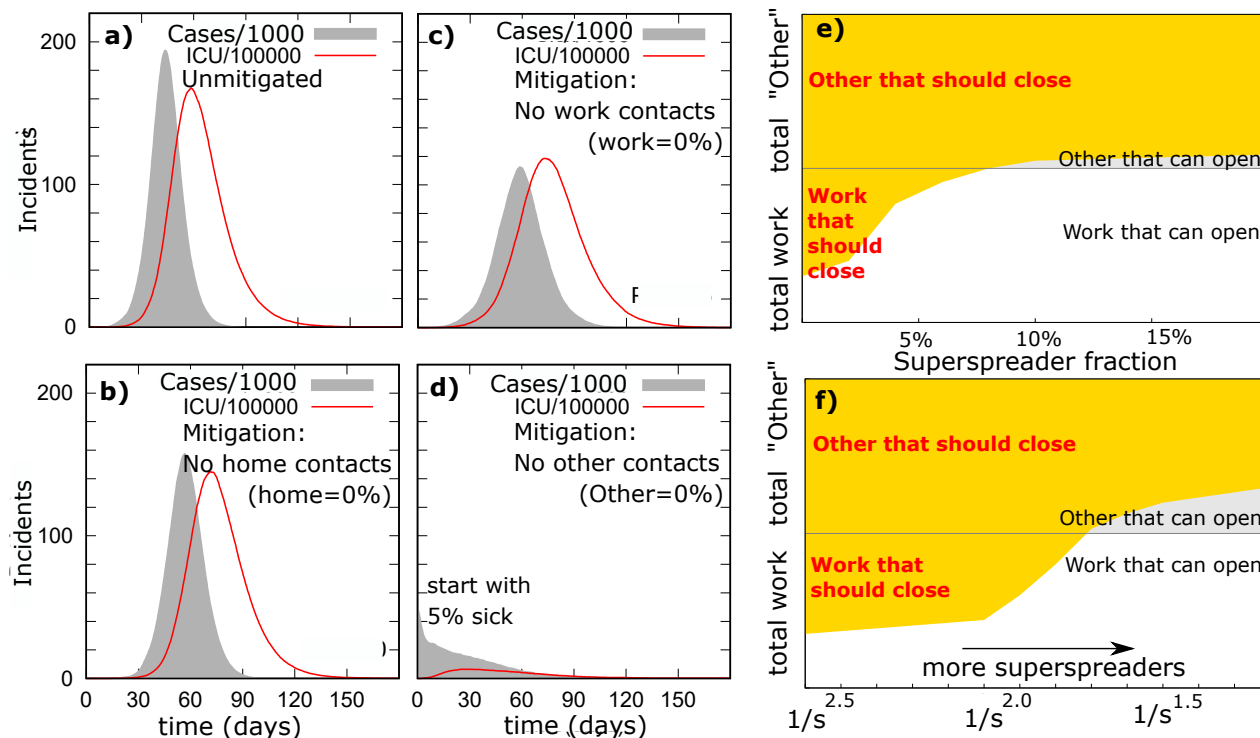 a)
Cases/1000
ICU/100000
Unmitigated
200
100
0
Incidents
c)
Cases/1000
ICU/100000
Mitigation:
No work contacts
(work=0%)
0
b)
Cases/1000
ICU/100000
Mitigation:
No home contacts
(home=0%)
200
100
0
Incidents
0 30 60 90 120 150
time (days)
d)
Cases/1000
ICU/100000
Mitigation:
No other contacts
(Other=0%)
start with
5% sick
0 30 60 90 120 150
time (days)
e)
Other that should close
Other that can open
Work
that
should
close
Work that can open
total work total "Other"
5% 10% 15%
Superspreader fraction
f)
Other that should close
Other that can open
Work that
should close
Work that can open
total work total "Other"
more superspreaders
1/s^2.5 1/s^2.0 1/s^1.5